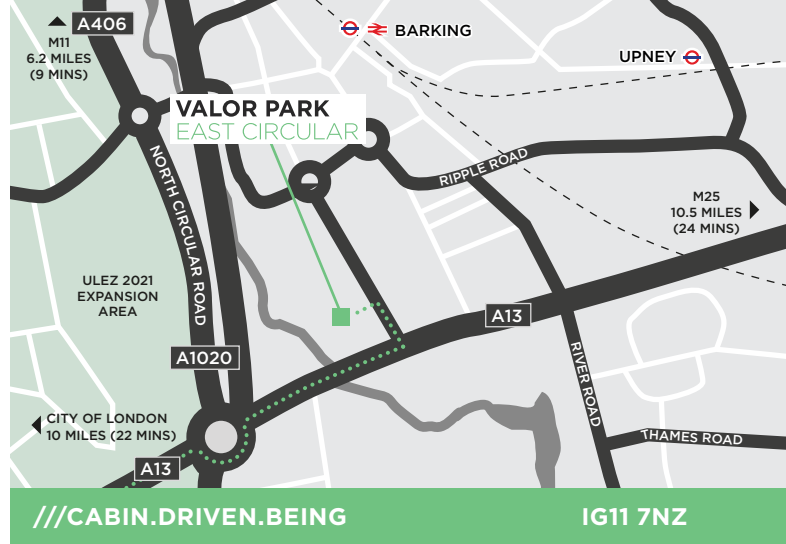 A406
M11
6.2 MILES
(9 MINS)
BARKING
UPNEY
VALOR PARK
EAST CIRCULAR
NORTH CIRCULAR ROAD
RIPPLE ROAD
M25
10.5 MILES
(24 MINS)
ULEZ 2021
EXPANSION
AREA
A13
A1020
RIVER ROAD
CITY OF LONDON
10 MILES (22 MINS)
THAMES ROAD
A13
///CABIN.DRIVEN.BEING
IG11 7NZ